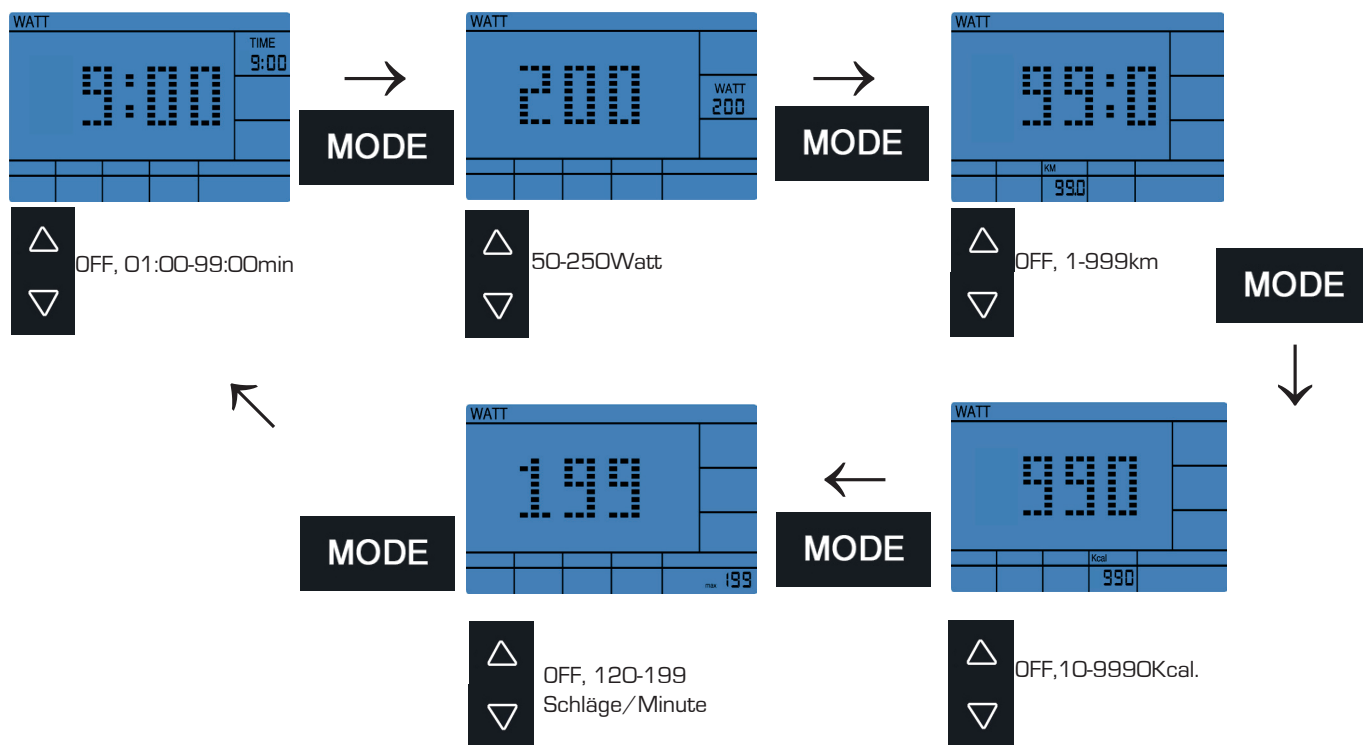 WATT
TIME
9:00
9:00
MODE
WATT
200
WATT
200
MODE
WATT
99:0
KM
99.0
OFF, 01:00-99:00min
50-250Watt
OFF, 1-999km
MODE
WATT
990
Kcal
990
MODE
WATT
199
max 199
MODE
OFF,10-9990Kcal.
OFF, 120-199
Schläge/Minute